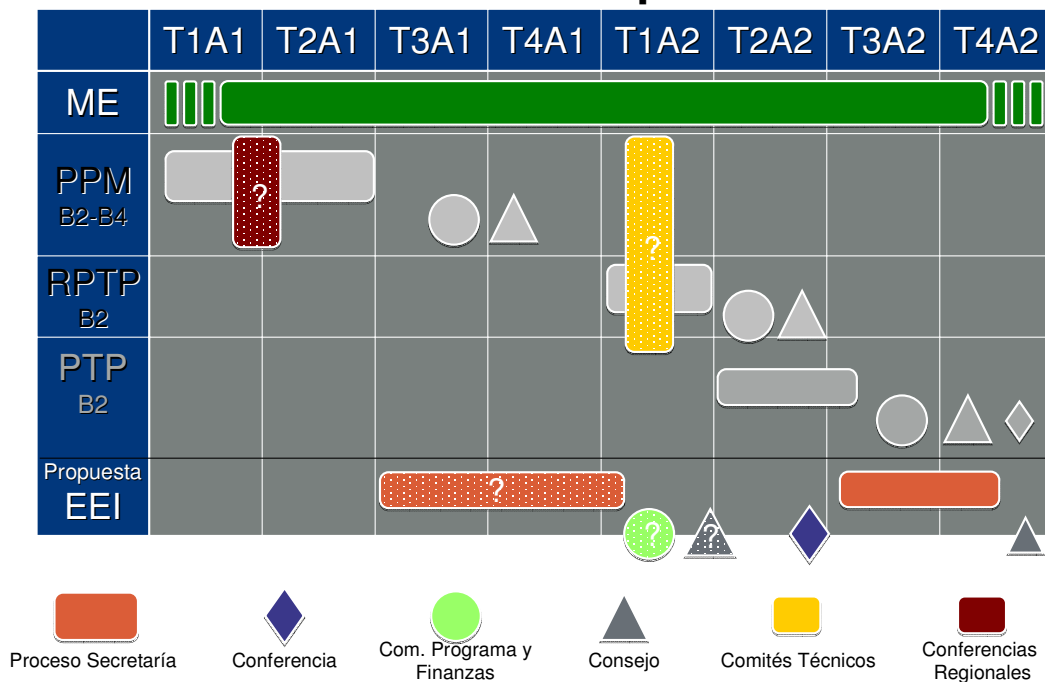 T1A1 T2A1 T3A1 T4A1 T1A2 T2A2 T3A2 T4A2
ME
PPM
B2-B4
?
?
RPTP
B2
PTP
B2
Propuesta
EEI
?
?
?
Proceso Secretaría
Conferencia
Com. Programa y
Finanzas
Consejo
Comités Técnicos
Conferencias
Regionales